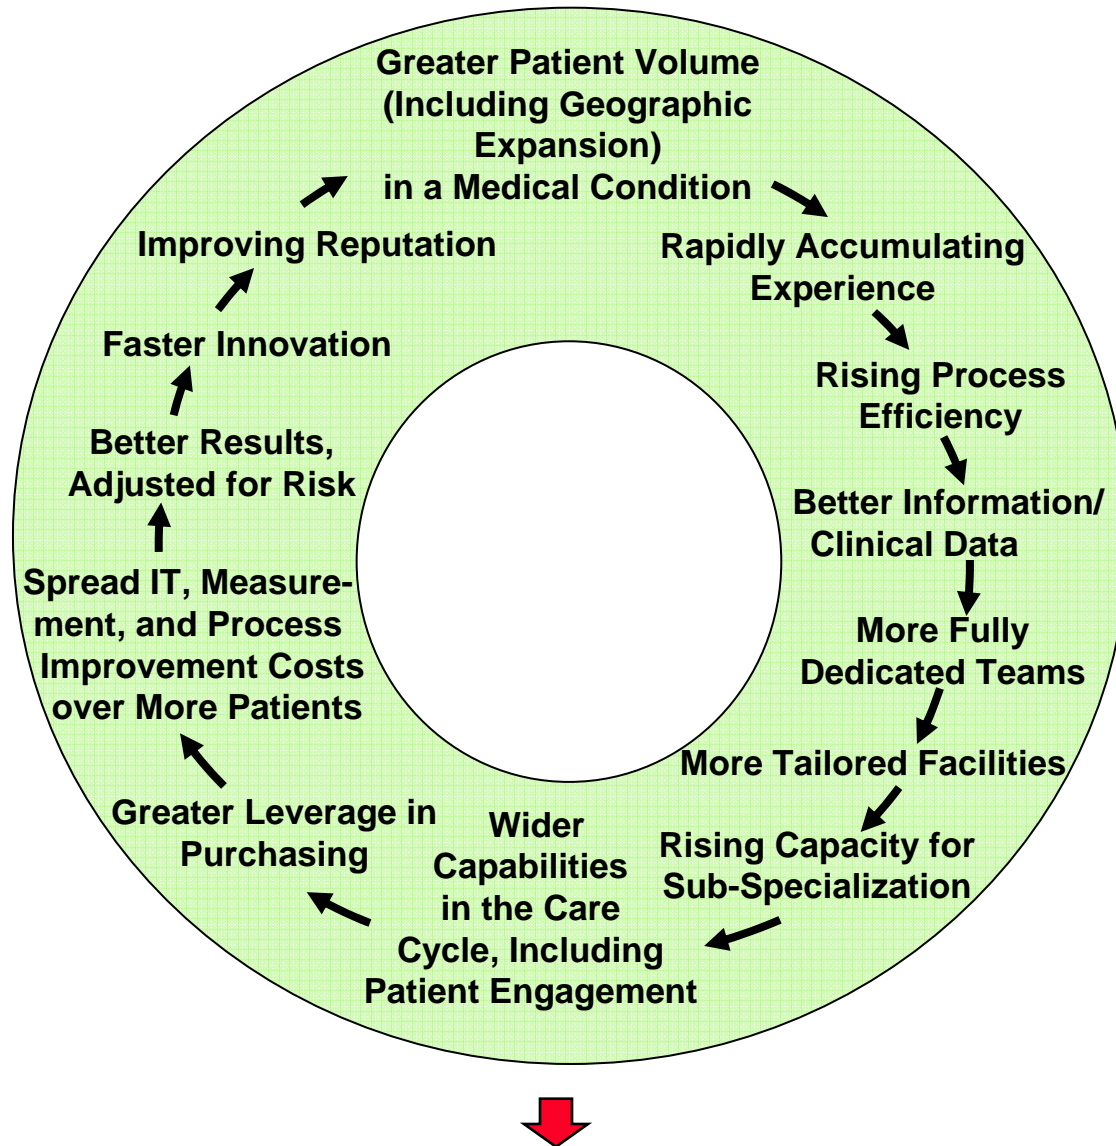 Greater Patient Volume
(Including Geographic
Expansion)
in a Medical Condition
Rapidly Accumulating
Experience
Rising Process
Efficiency
Better Information/
Clinical Data
More Fully
Dedicated Teams
More Tailored Facilities
Rising Capacity for
Sub-Specialization
Wider
Capabilities
in the Care
Cycle, Including
Patient Engagement
Greater Leverage in
Purchasing
Spread IT, Measure-
ment, and Process
Improvement Costs
over More Patients
Better Results,
Adjusted for Risk
Faster Innovation
Improving Reputation